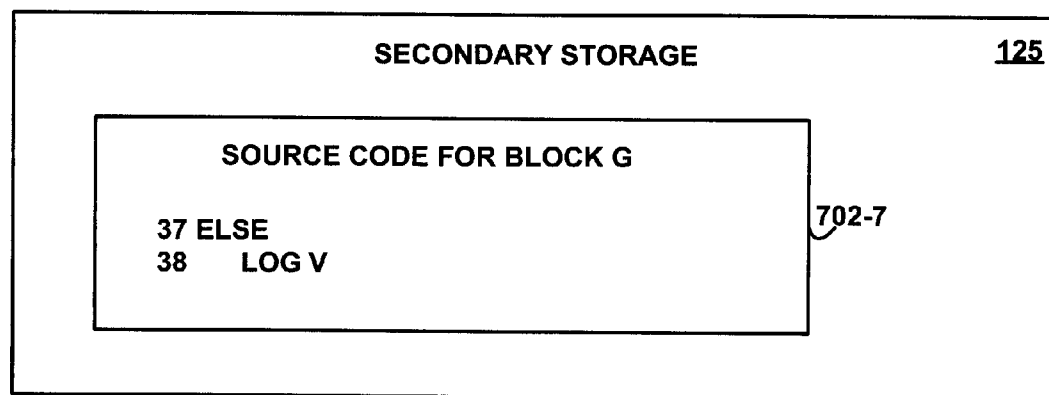 SECONDARY STORAGE 125
SOURCE CODE FOR BLOCK G
702-7
37 ELSE
38 LOG V